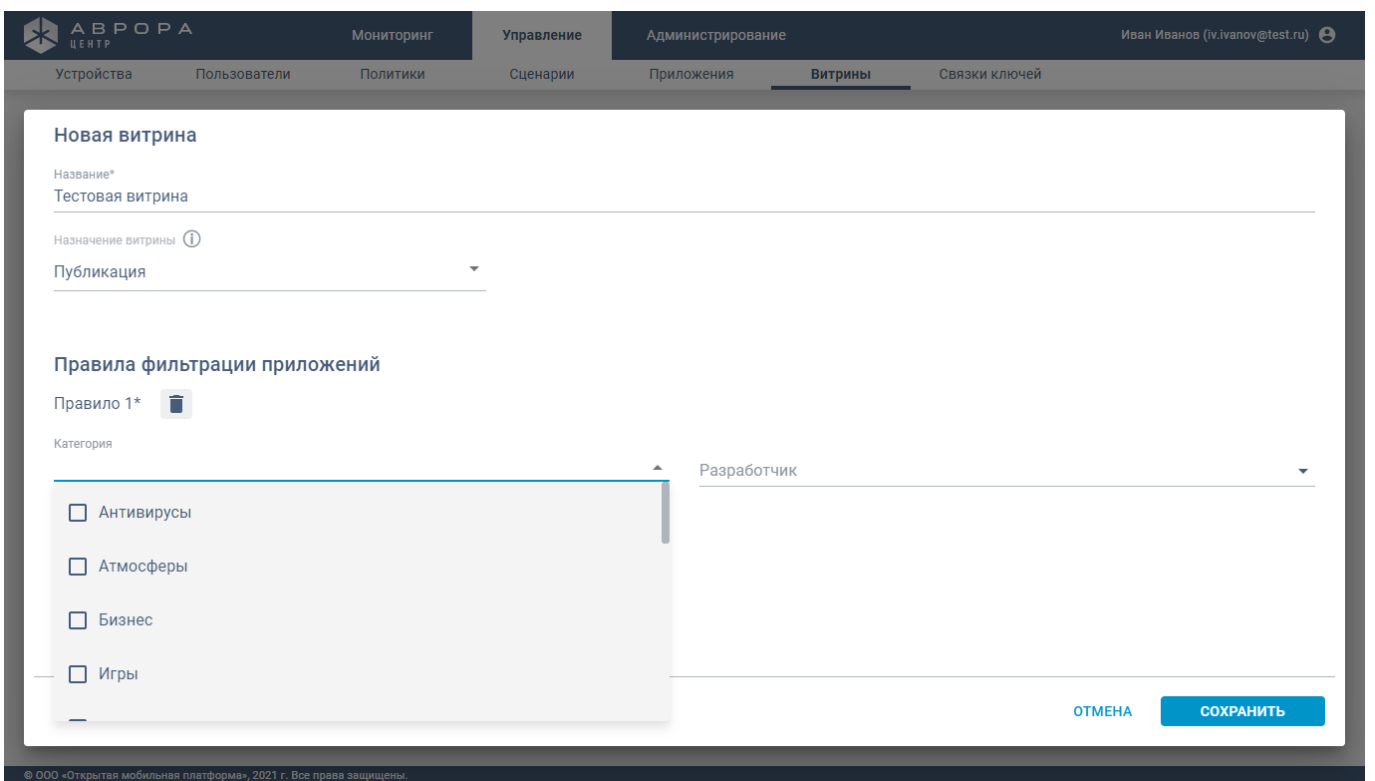 АВРОРА
ЦЕНТР
Мониторинг Управление Администрирование Иван Иванов (iv.ivanov@test.ru)
Устройства Пользователи Политики Сценарии Приложения Витрины Связки ключей
Новая витрина
Название*
Тестовая витрина
Назначение витрины
Публикация
Правила фильтрации приложений
Правило 1*
Категория
Разработчик
Антивирусы
Атмосферы
Бизнес
Игры
ОТМЕНА СОХРАНИТЬ
© ООО «Открытая мобильная платформа», 2021 г. Все права защищены.